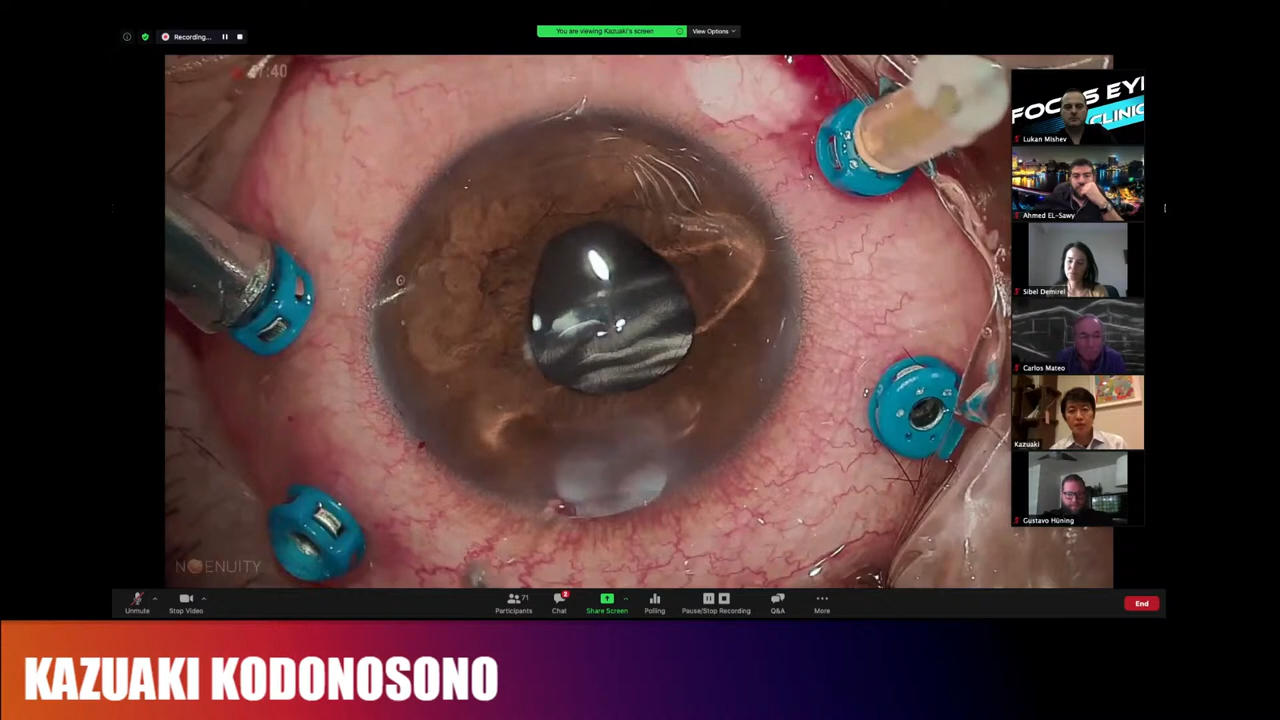 Recording...
You are viewing Kazuaki's screen
View Options
FOCUS EYE
CLINIC
Lukan Mishev
Ahmed EL-Sawy
Sibel Demirel
Carlos Mateo
Kazuaki
Gustavo Hüning
Unmute
Stop Video
71
Participants
2
Chat
Share Screen
Polling
Pause/Stop Recording
Q&A
More
End
KAZUAKI KODONOSONO